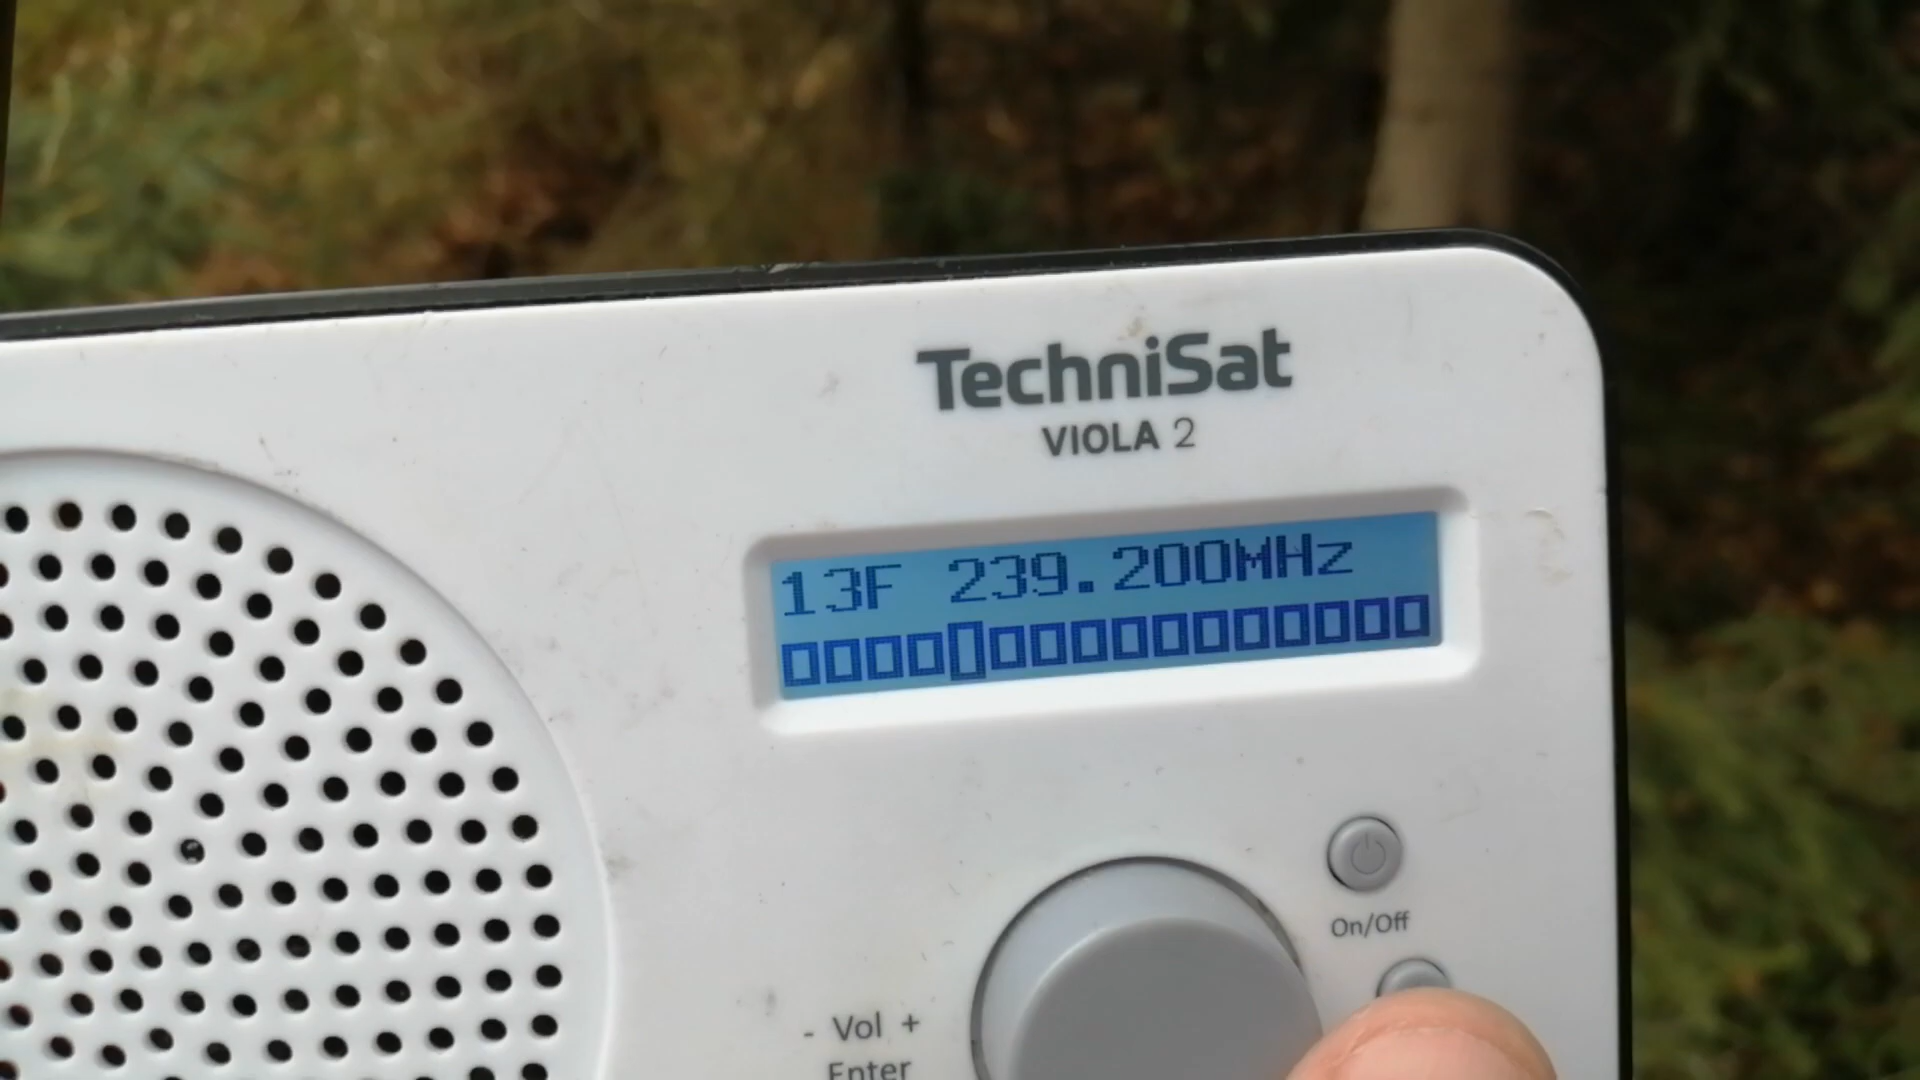 TechniSat
VIOLA 2
13F 239.200MHz
On/Off
- Vol +
Enter